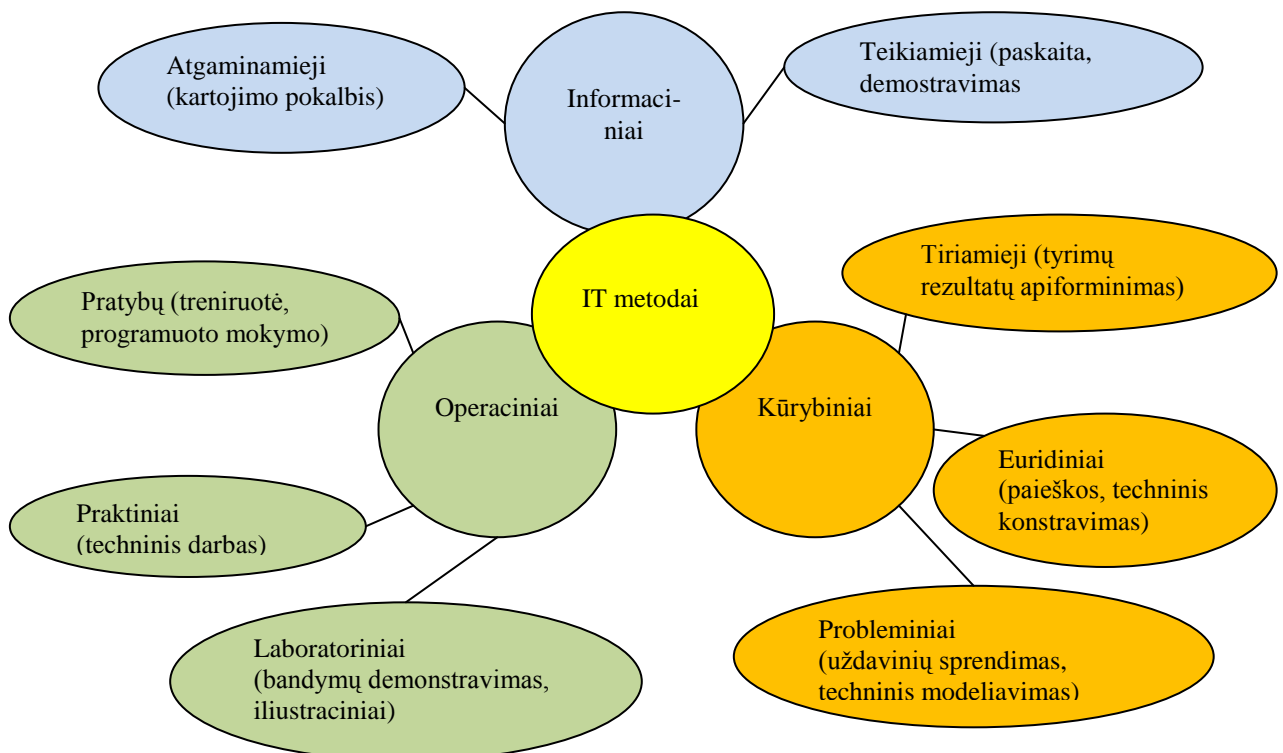 Atgaminamieji
(kartojimo pokalbis)
Informaci-
niai
Teikiamieji (paskaita,
demostravimas
IT metodai
Tiriamieji (tyrimų
rezultatų apiforminimas)
Pratybų (treniruotė,
programuoto mokymo)
Operaciniai
Kūrybiniai
Euridiniai
(paieškos, techninis
konstravimas)
Praktiniai
(techninis darbas)
Laboratoriniai
(bandymų demonstravimas,
iliustraciniai)
Probleminiai
(uždavinių sprendimas,
techninis modeliavimas)